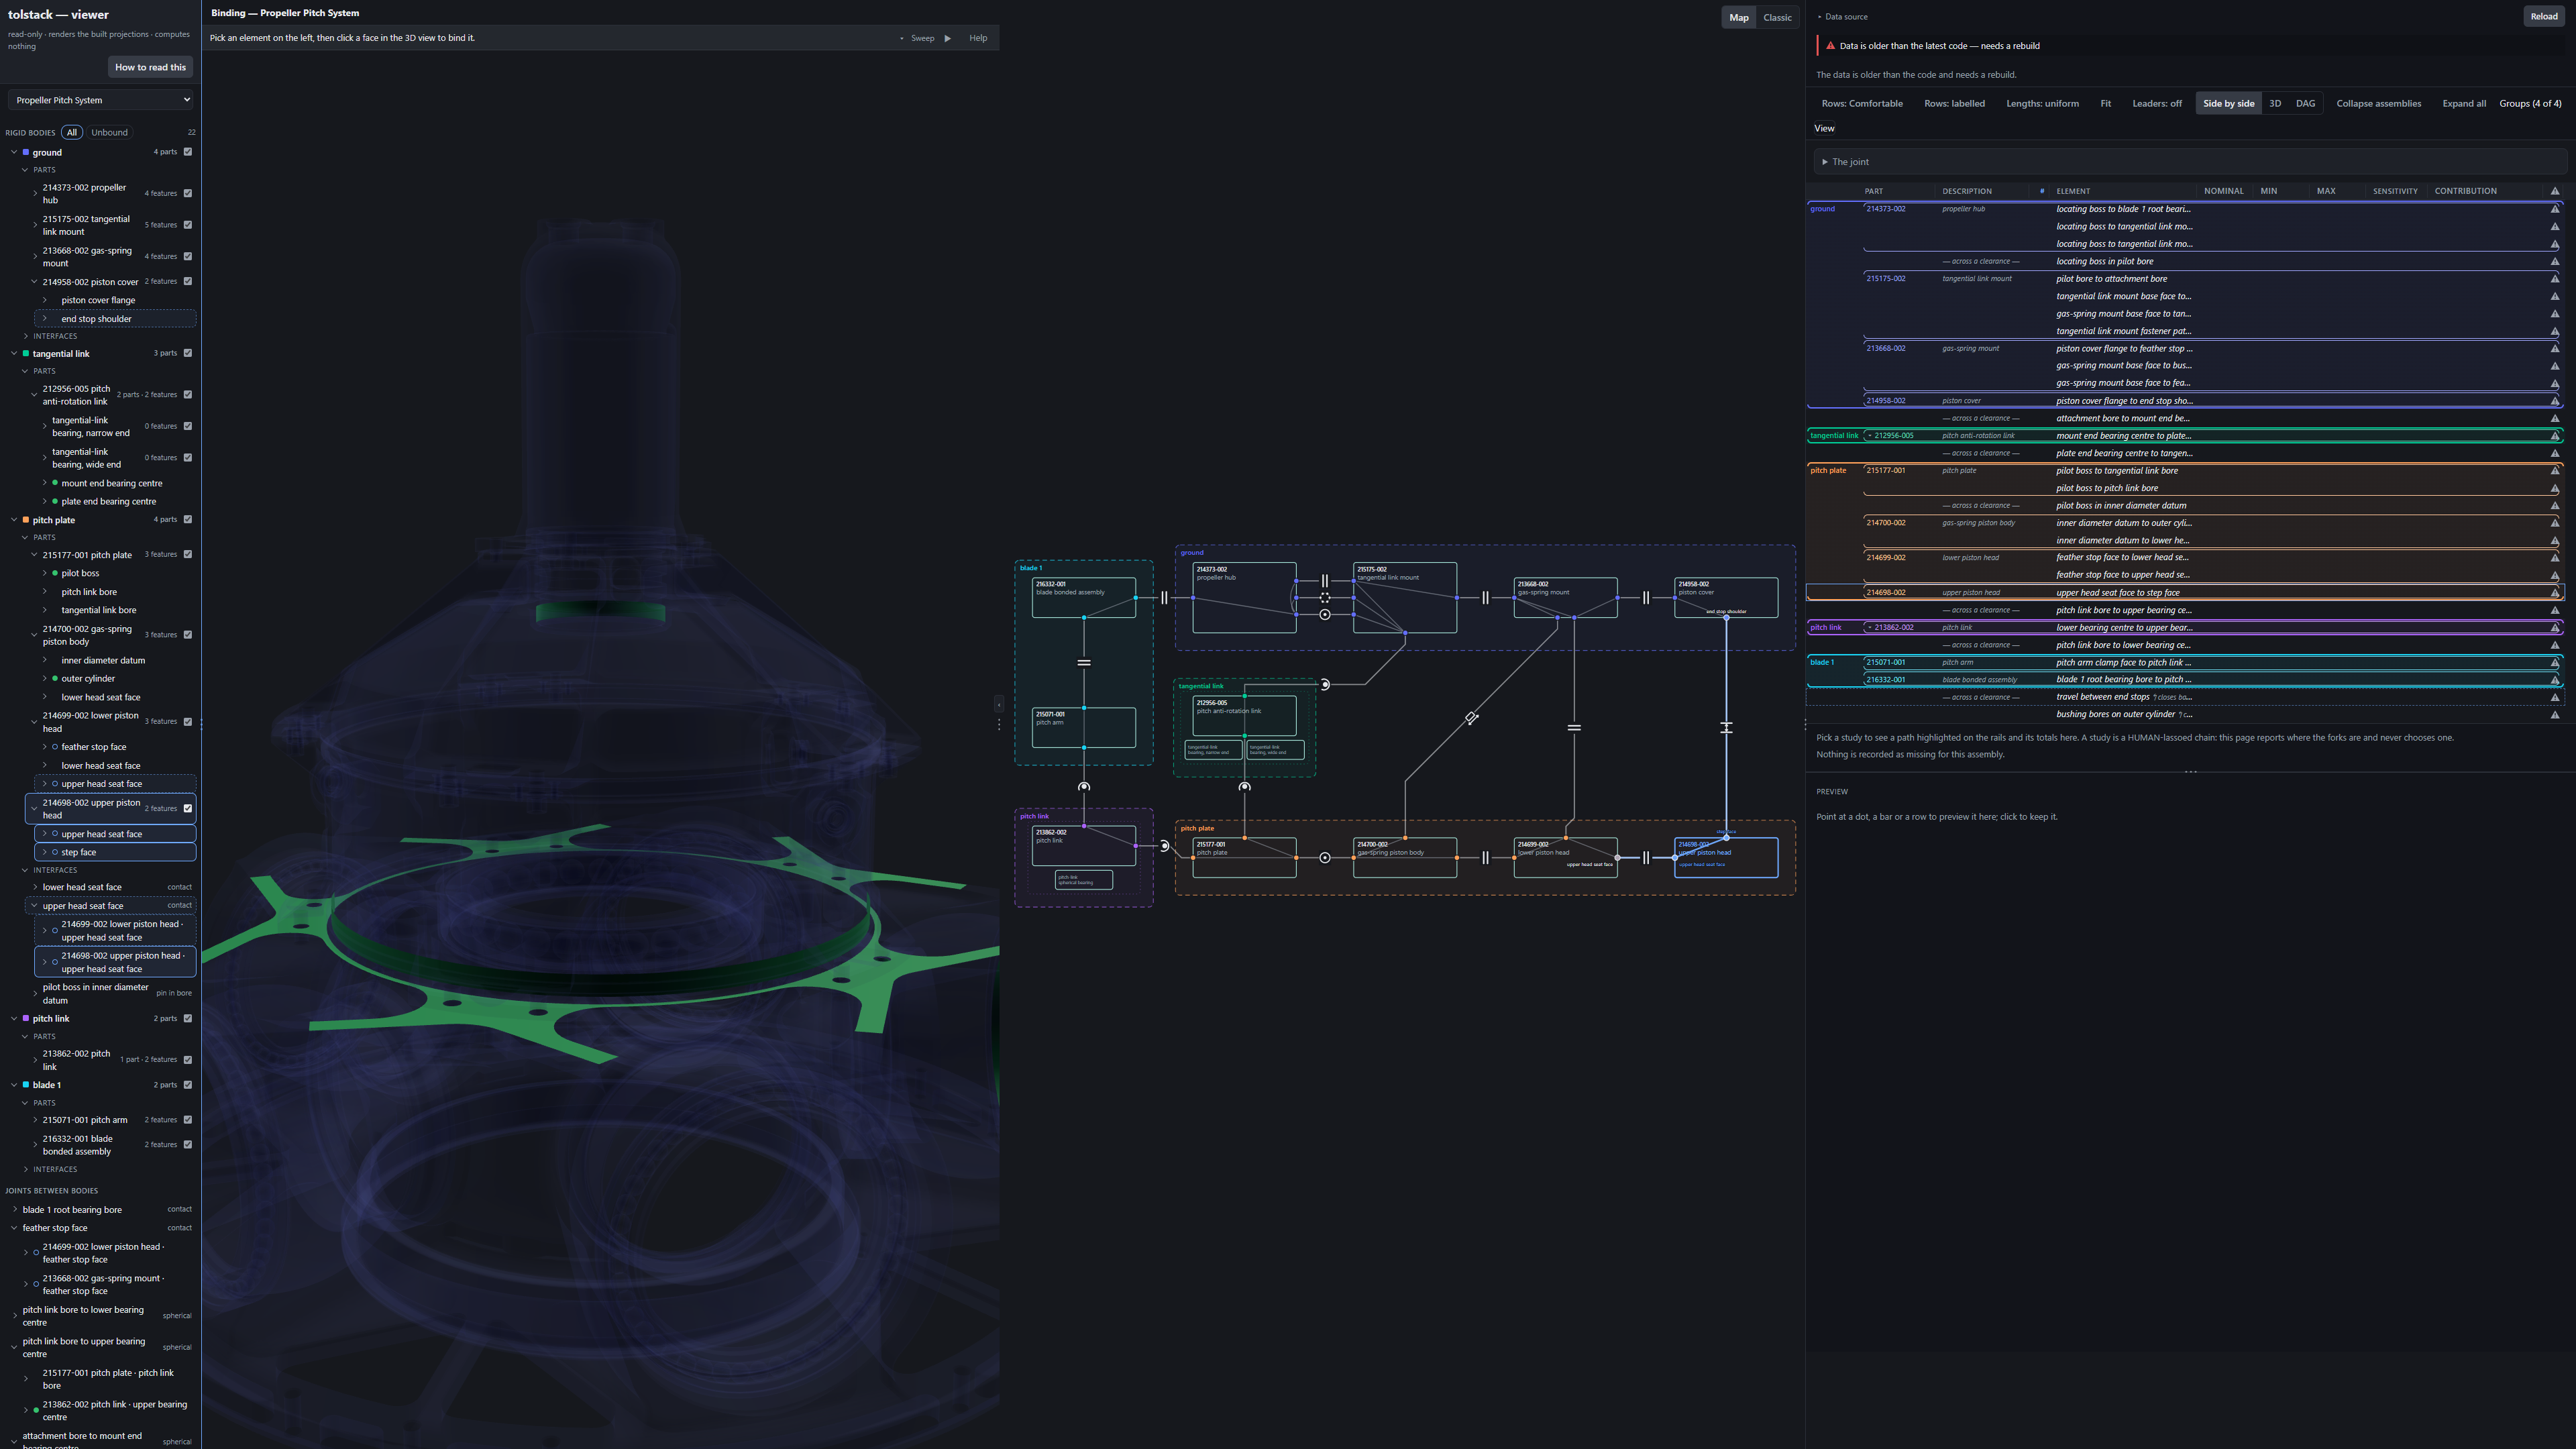 tolstack — viewer
read-only · renders the built projections · computes
nothing
How to read this
Propeller Pitch System
RIGID BODIES All Unbound 22
ground 4 parts
PARTS
214373-002 propeller
hub
4 features
215175-002 tangential
link mount
5 features
213668-002 gas-spring
mount
4 features
214958-002 piston cover 2 features
piston cover flange
end stop shoulder
INTERFACES
tangential link 3 parts
PARTS
212956-005 pitch
anti-rotation link
2 parts · 2 features
tangential-link
bearing, narrow end
0 features
tangential-link
bearing, wide end
0 features
mount end bearing centre
plate end bearing centre
pitch plate 4 parts
PARTS
215177-001 pitch plate 3 features
pilot boss
pitch link bore
tangential link bore
214700-002 gas-spring
piston body
3 features
inner diameter datum
outer cylinder
lower head seat face
214699-002 lower piston
head
3 features
feather stop face
lower head seat face
upper head seat face
214698-002 upper piston
head
2 features
upper head seat face
step face
INTERFACES
lower head seat face contact
upper head seat face contact
214699-002 lower piston head ·
upper head seat face
214698-002 upper piston head ·
upper head seat face
pilot boss in inner diameter
datum
pin in bore
pitch link 2 parts
PARTS
213862-002 pitch
link
1 part · 2 features
blade 1 2 parts
PARTS
215071-001 pitch arm 2 features
216332-001 blade
bonded assembly
2 features
INTERFACES
JOINTS BETWEEN BODIES
blade 1 root bearing bore contact
feather stop face contact
214699-002 lower piston head ·
feather stop face
213668-002 gas-spring mount ·
feather stop face
pitch link bore to lower bearing
centre
spherical
pitch link bore to upper bearing
centre
spherical
215177-001 pitch plate · pitch link
bore
213862-002 pitch link · upper bearing
centre
attachment bore to mount end
bearing centre
spherical
Binding — Propeller Pitch System
Pick an element on the left, then click a face in the 3D view to bind it.
Sweep
Help
Map Classic
blade 1
216332-001
blade bonded assembly
215071-001
pitch arm
ground
214373-002
propeller hub
215175-002
tangential link mount
213668-002
gas-spring mount
214958-002
piston cover
end stop shoulder
tangential link
212956-005
pitch anti-rotation link
tangential link
bearing, narrow end
tangential link
bearing, wide end
pitch link
213862-002
pitch link
pitch link
spherical bearing
pitch plate
215177-001
pitch plate
214700-002
gas-spring piston body
214699-002
lower piston head
upper head seat face
step face
214698-002
upper piston head
upper head seat face
Data source
Reload
Data is older than the latest code — needs a rebuild
The data is older than the code and needs a rebuild.
Rows: Comfortable Rows: labelled Lengths: uniform Fit Leaders: off Side by side 3D DAG Collapse assemblies Expand all Groups (4 of 4)
View
The joint
PART DESCRIPTION # ELEMENT NOMINAL MIN MAX SENSITIVITY CONTRIBUTION
ground 214373-002 propeller hub locating boss to blade 1 root beari...
locating boss to tangential link mo...
locating boss to tangential link mo...
— across a clearance — locating boss in pilot bore
215175-002 tangential link mount pilot bore to attachment bore
tangential link mount base face to...
gas-spring mount base face to tan...
tangential link mount fastener pat...
213668-002 gas-spring mount piston cover flange to feather stop ...
gas-spring mount base face to bus...
gas-spring mount base face to fea...
214958-002 piston cover piston cover flange to end stop sho...
— across a clearance — attachment bore to mount end be...
tangential link 212956-005 pitch anti-rotation link mount end bearing centre to plate...
— across a clearance — plate end bearing centre to tangen...
pitch plate 215177-001 pitch plate pilot boss to tangential link bore
pilot boss to pitch link bore
— across a clearance — pilot boss in inner diameter datum
214700-002 gas-spring piston body inner diameter datum to outer cyli...
inner diameter datum to lower he...
214699-002 lower piston head feather stop face to lower head se...
feather stop face to upper head se...
214698-002 upper piston head upper head seat face to step face
— across a clearance — pitch link bore to upper bearing ce...
pitch link 213862-002 pitch link lower bearing centre to upper bear...
— across a clearance — pitch link bore to lower bearing ce...
blade 1 215071-001 pitch arm pitch arm clamp face to pitch link ...
216332-001 blade bonded assembly blade 1 root bearing bore to pitch ...
— across a clearance — travel between end stops closes bo...
bushing bores on outer cylinder
Pick a study to see a path highlighted on the rails and its totals here. A study is a HUMAN-lassoed chain: this page reports where the forks are and never chooses one.
Nothing is recorded as missing for this assembly.
PREVIEW
Point at a dot, a bar or a row to preview it here; click to keep it.